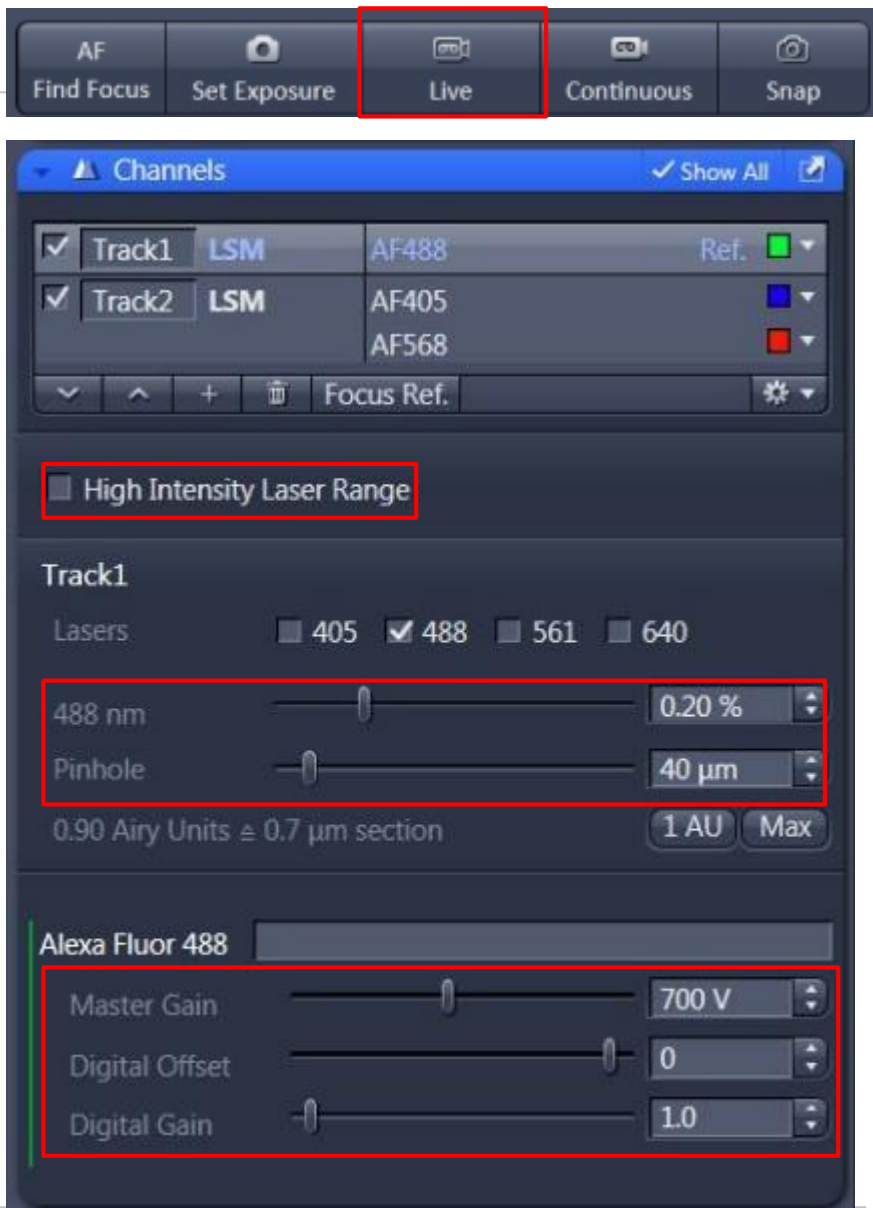 AF
Find Focus Set Exposure Live Continuous Snap
Channels Show All
Track1 LSM AF488 Ref.
Track2 LSM AF405
AF568
Focus Ref.
High Intensity Laser Range
Track1
Lasers 405 488 561 640
488 nm 0.20 %
Pinhole 40 µm
0.90 Airy Units ≙ 0.7 µm section 1 AU Max
Alexa Fluor 488
Master Gain 700 V
Digital Offset 0
Digital Gain 1.0